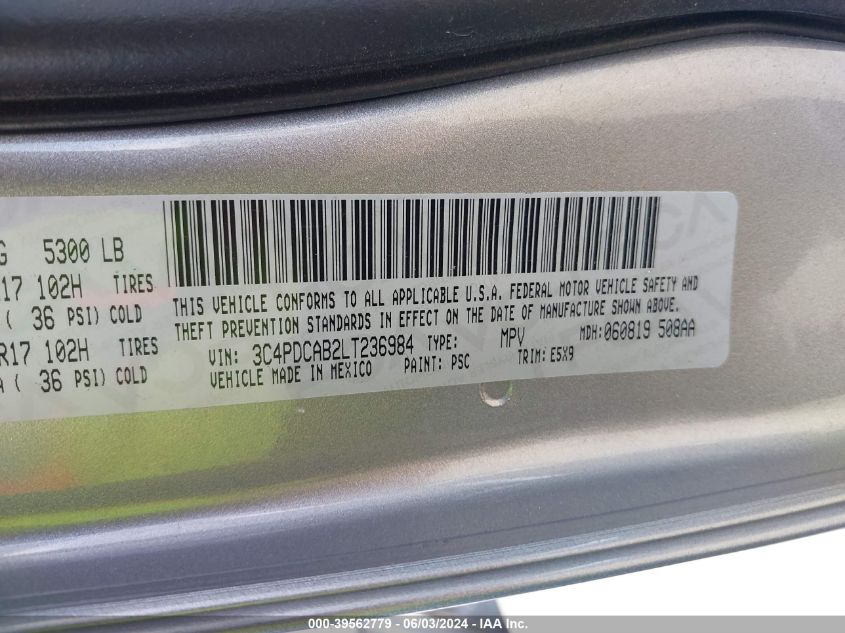 G 5300 LB
17 102H TIRES
( 36 PSI) COLD
R17 102H TIRES
A ( 36 PSI) COLD
THIS VEHICLE CONFORMS TO ALL APPLICABLE U.S.A. FEDERAL MOTOR VEHICLE SAFETY AND
THEFT PREVENTION STANDARDS IN EFFECT ON THE DATE OF MANUFACTURE SHOWN ABOVE.
VIN: 3C4PDCAB2LT236984 TYPE: MPV MDH:060819 508AA
VEHICLE MADE IN MEXICO PAINT: PSC TRIM: E5X9
000-39562779 - 06/03/2024 - IAAI.COM